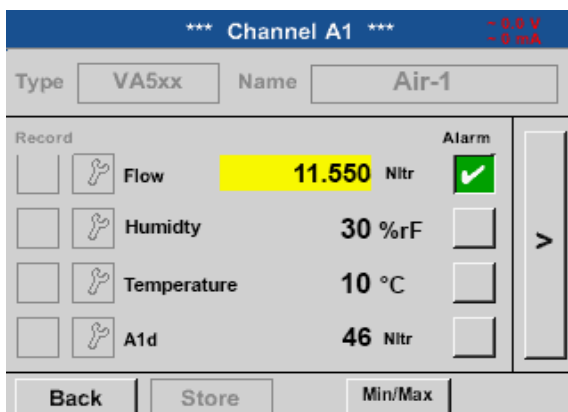 *** Channel A1 ***
~ 0.0 V
~ 0 mA
Type VA5xx Name Air-1
Record Alarm
Flow 11.550 Nltr
Humidty 30 %rF
>
Temperature 10 °C
A1d 46 Nltr
Back Store Min/Max